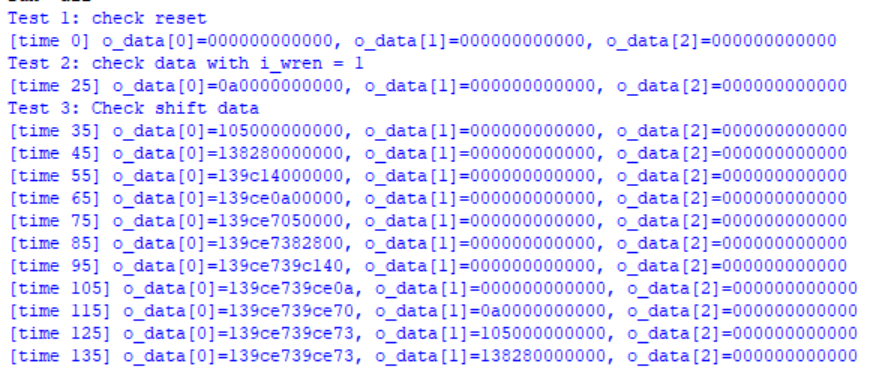 Test 1: check reset
[time 0] o_data[0]=000000000000, o_data[1]=000000000000, o_data[2]=000000000000
Test 2: check data with i_wren = 1
[time 25] o_data[0]=0a0000000000, o_data[1]=000000000000, o_data[2]=000000000000
Test 3: Check shift data
[time 35] o_data[0]=105000000000, o_data[1]=000000000000, o_data[2]=000000000000
[time 45] o_data[0]=138280000000, o_data[1]=000000000000, o_data[2]=000000000000
[time 55] o_data[0]=139c14000000, o_data[1]=000000000000, o_data[2]=000000000000
[time 65] o_data[0]=139ce0a00000, o_data[1]=000000000000, o_data[2]=000000000000
[time 75] o_data[0]=139ce7050000, o_data[1]=000000000000, o_data[2]=000000000000
[time 85] o_data[0]=139ce7382800, o_data[1]=000000000000, o_data[2]=000000000000
[time 95] o_data[0]=139ce739c140, o_data[1]=000000000000, o_data[2]=000000000000
[time 105] o_data[0]=139ce739ce0a, o_data[1]=000000000000, o_data[2]=000000000000
[time 115] o_data[0]=139ce739ce70, o_data[1]=0a0000000000, o_data[2]=000000000000
[time 125] o_data[0]=139ce739ce73, o_data[1]=105000000000, o_data[2]=000000000000
[time 135] o_data[0]=139ce739ce73, o_data[1]=138280000000, o_data[2]=000000000000